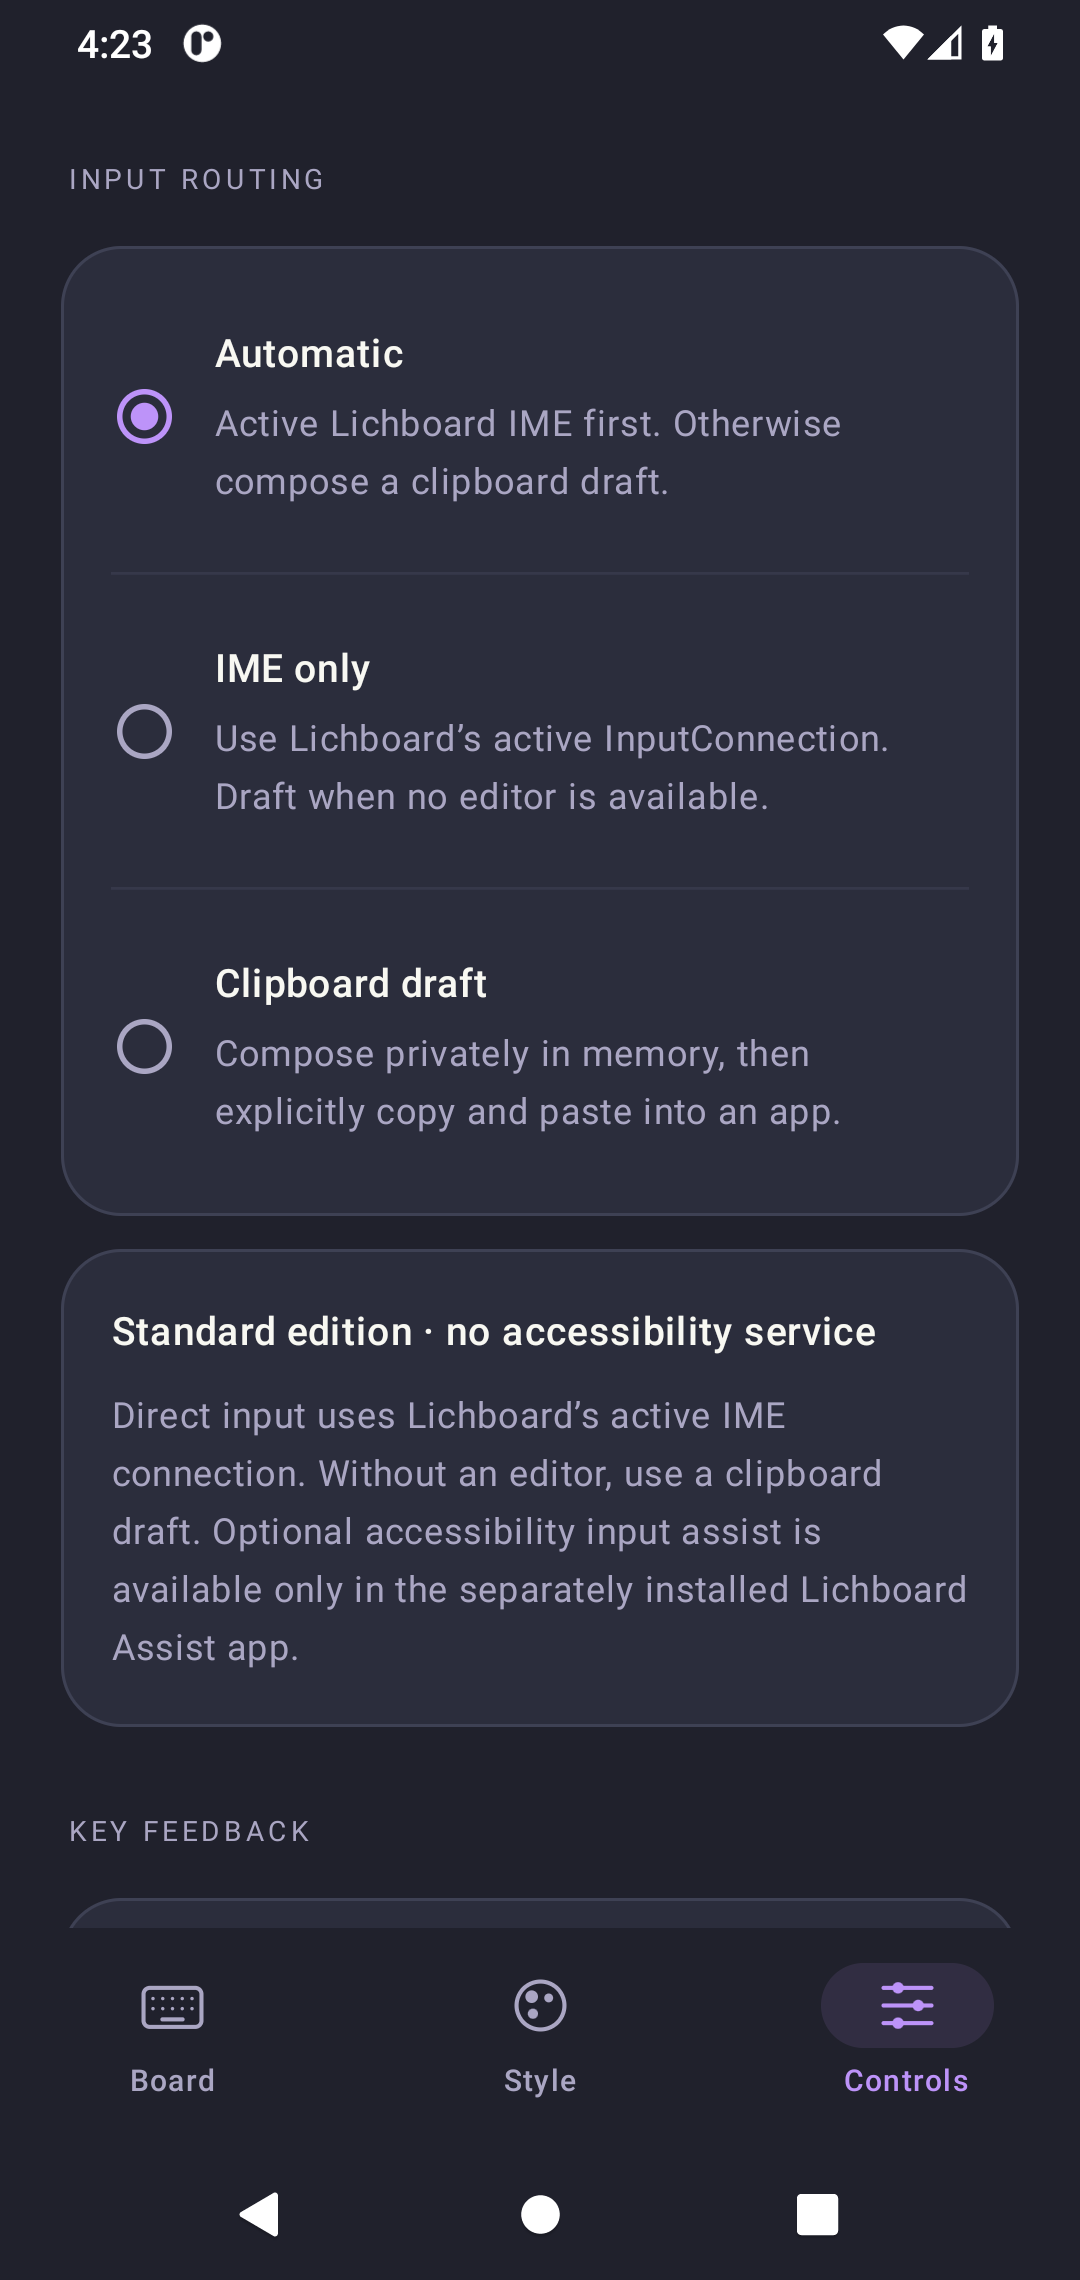 4:23
INPUT ROUTING
Automatic
Active Lichboard IME first. Otherwise
compose a clipboard draft.
IME only
Use Lichboard’s active InputConnection.
Draft when no editor is available.
Clipboard draft
Compose privately in memory, then
explicitly copy and paste into an app.
Standard edition · no accessibility service
Direct input uses Lichboard’s active IME
connection. Without an editor, use a clipboard
draft. Optional accessibility input assist is
available only in the separately installed Lichboard
Assist app.
KEY FEEDBACK
Board
Style
Controls